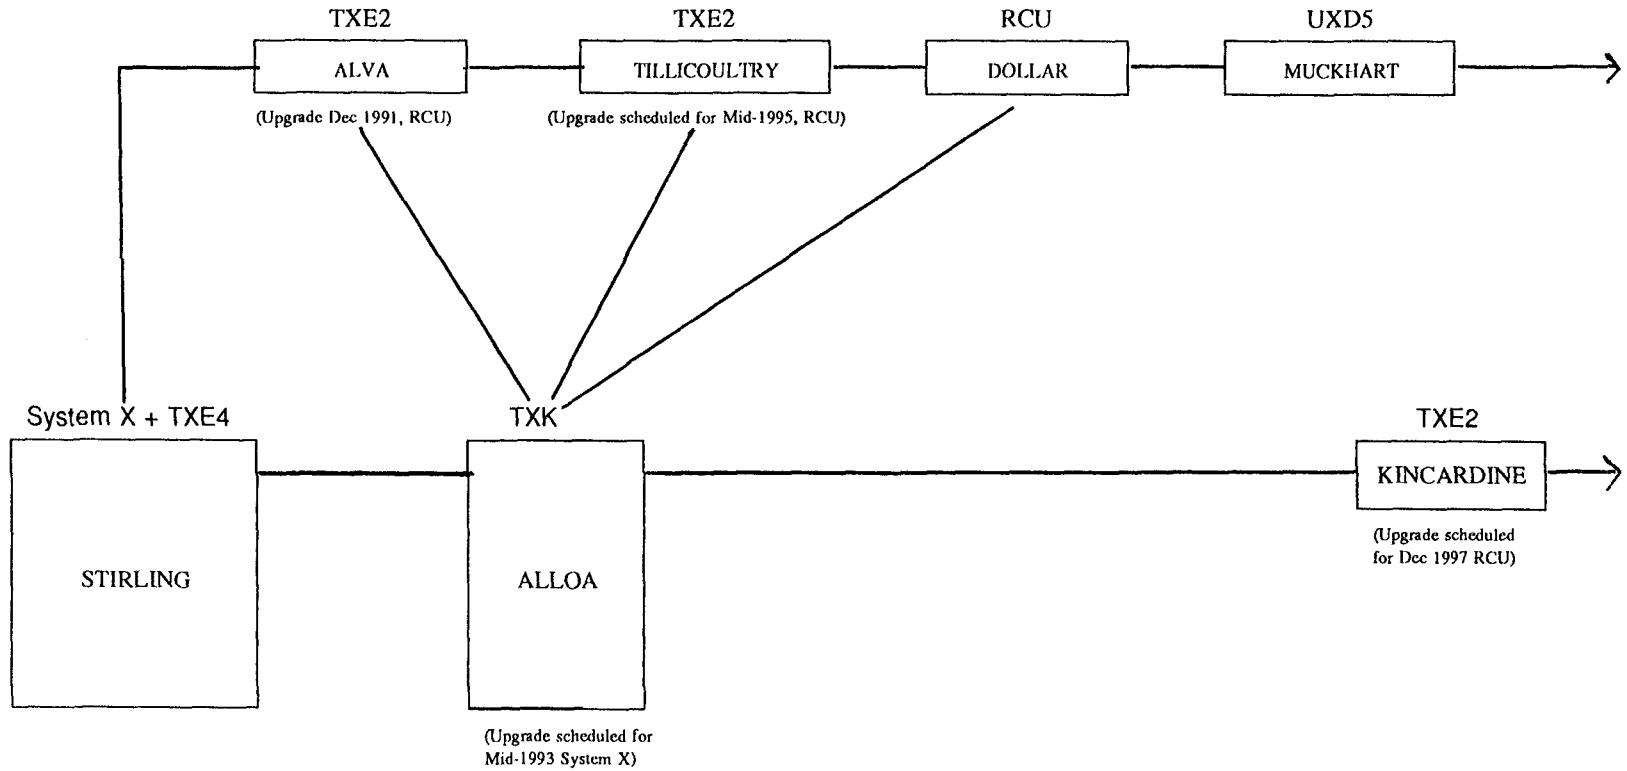 TXE2
TXE2
RCU
UXD5
ALVA
TILLICOULTRY
DOLLAR
MUCKHART
(Upgrade Dec 1991, RCU)
(Upgrade scheduled for Mid-1995, RCU)
System X + TXE4
TXK
TXE2
STIRLING
ALLOA
KINCARDINE
(Upgrade scheduled
for Dec 1997 RCU)
(Upgrade scheduled for
Mid-1993 System X)